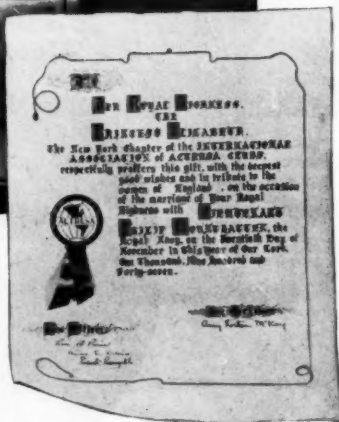 To
Her Royal Highness,
THE
Princess Elizabeth.
The New York Chapter of the INTERNATIONAL
ASSOCIATION of ALTRUSA CLUBS,
respectfully proffers this gift, with the deepest
good wishes and in tribute to the
women of England, on the occasion
of the marriage of Your Royal
Highness with Lieutenant
Philip Mountbatten, the
Royal Navy, on the Twentieth Day of
November in this Year of Our Lord,
One Thousand, Nine Hundred and
Forty-seven.
ALTRUSA